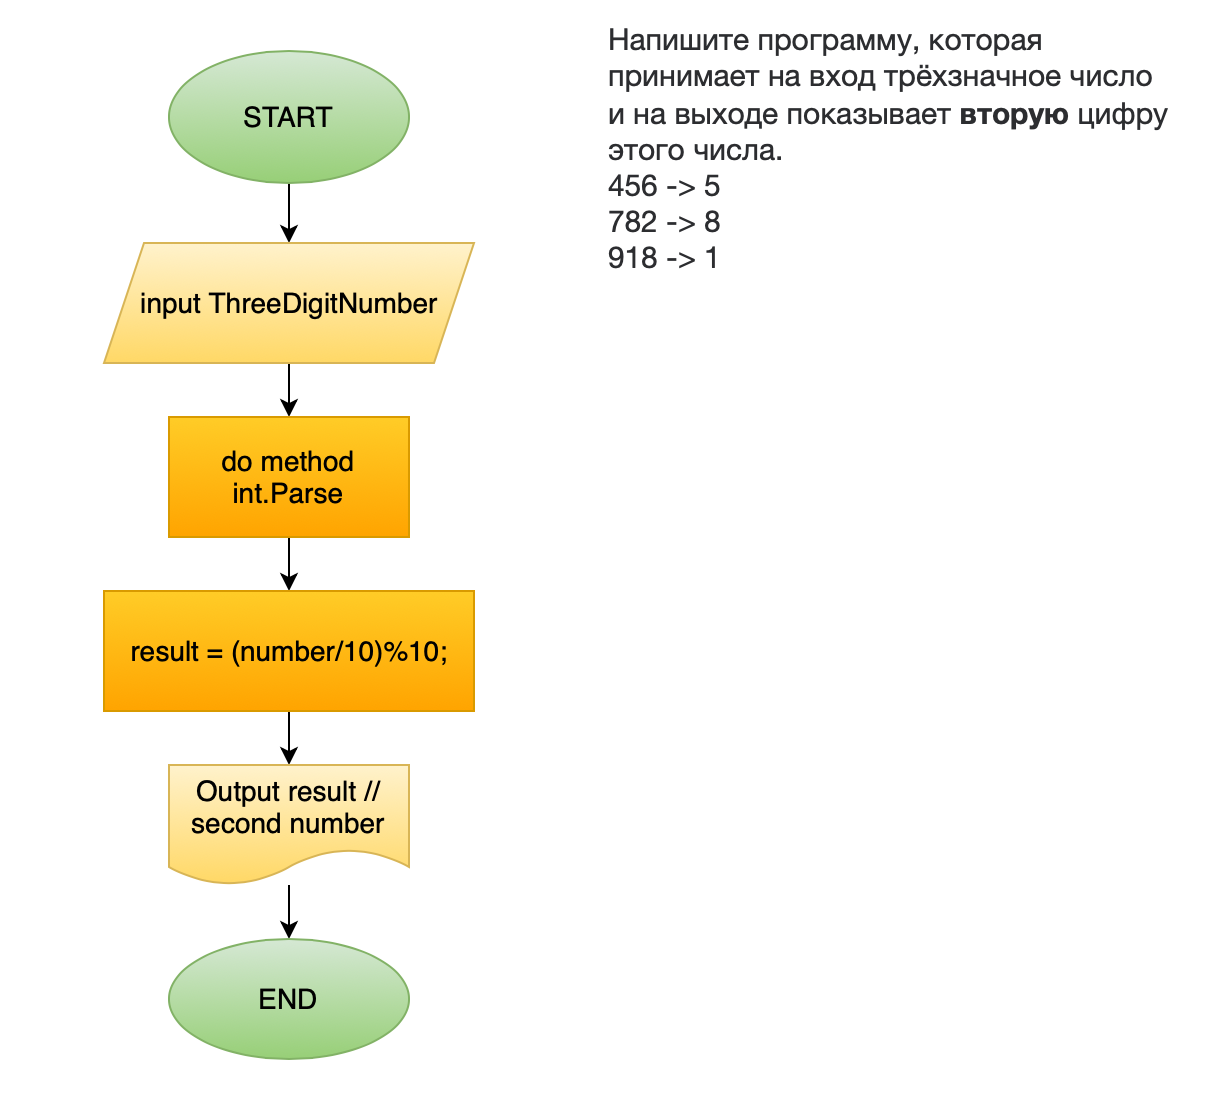 START
input ThreeDigitNumber
do method
int.Parse
result = (number/10)%10;
Output result //
second number
END
Напишите программу, которая
принимает на вход трёхзначное число
и на выходе показывает вторую цифру
этого числа.
456 -> 5
782 -> 8
918 -> 1